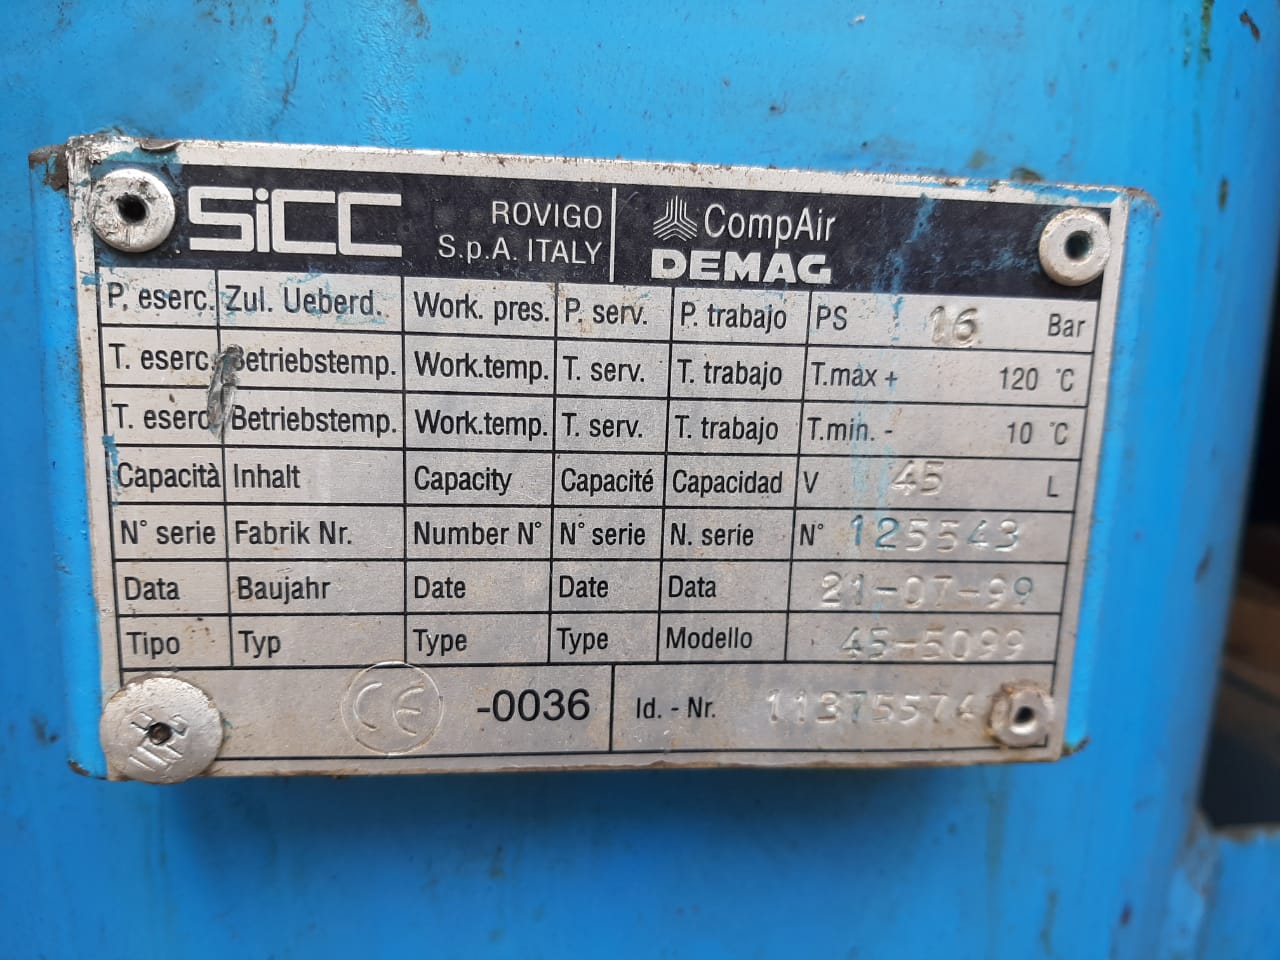 SiCC ROVIGO S.p.A. ITALY CompAir DEMAG
P. eserc. Zul. Ueberd. Work. pres. P. serv. P. trabajo PS 16 Bar
T. eserc. Betriebstemp. Work.temp. T. serv. T. trabajo T.max + 120 °C
T. eserc. Betriebstemp. Work.temp. T. serv. T. trabajo T.min. - 10 °C
Capacità Inhalt Capacity Capacité Capacidad V 45 L
N° serie Fabrik Nr. Number N° N° serie N. serie N° 125543
Data Baujahr Date Date Data 21-07-99
Tipo Typ Type Type Modello 45-5099
CE -0036 Id. - Nr.